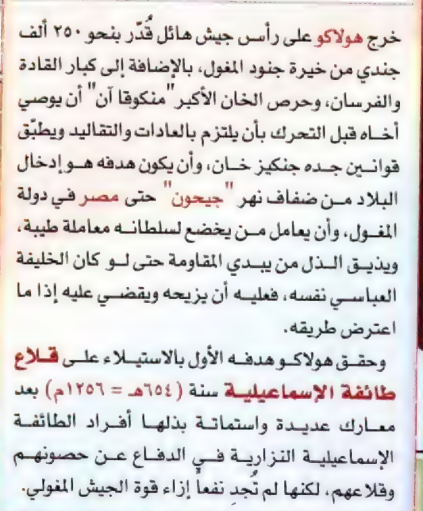 خرج هولاكو على رأس جيش هائل قُدّر بنحو ٢٥٠ ألف
جندي من خيرة جنود المغول، بالإضافة إلى كبار القادة
والفرسان، وحرص الخان الأكبر "منكوقا آن" أن يوصي
أخاه قبل التحرك بأن يلتزم بالعادات والتقاليد ويطبّق
قوانين جده جنكيز خان، وأن يكون هدفه هو إدخال
البلاد من ضفاف نهر "جيحون" حتى مصر في دولة
المغول، وأن يعامل من يخضع لسلطانه معاملة طيبة،
ويذيق الذل من يبدي المقاومة حتى لو كان الخليفة
العباسي نفسه، فعليه أن يزيحه ويقضي عليه إذا ما
اعترض طريقه.
وحقق هولاكو هدفه الأول بالاستيلاء على قلاع
طائفة الإسماعيلية سنة (٦٥٤هـ = ١٢٥٦م) بعد
معارك عديدة واستماتة بذلها أفراد الطائفة
الإسماعيلية النزارية في الدفاع عن حصونهم
وقلاعهم، لكنها لم تُجدِ نفعاً إزاء قوة الجيش المغولي.